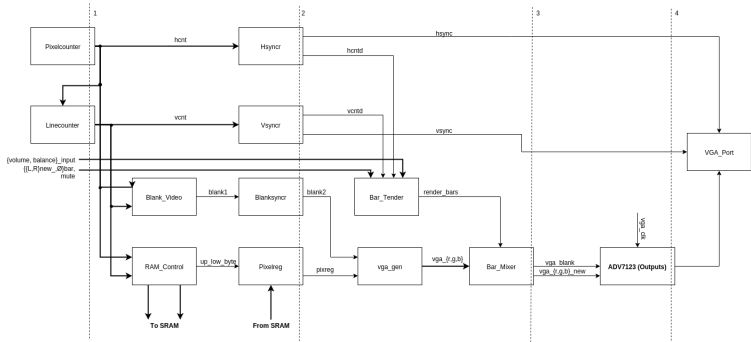 1
2
3
4
Pixelcounter
hcnt
Hsyncr
hsync
hcntd
Linecounter
vcnt
Vsyncr
vcntd
vsync
VGA_Port
{volume, balance}_input
{{L,R}new_,Ø}bar,
mute
Blank_Video
blank1
Blanksyncr
blank2
Bar_Tender
render_bars
vga_clk
RAM_Control
up_low_byte
Pixelreg
pixreg
vga_gen
vga_{r,g,b}
Bar_Mixer
vga_blank
vga_{r,g,b}_new
ADV7123 (Outputs)
To SRAM
From SRAM